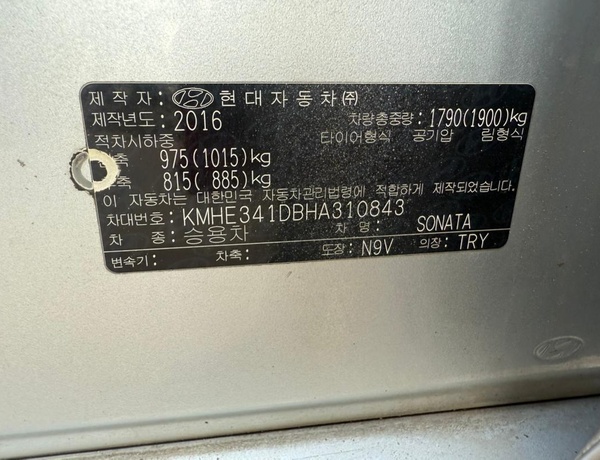 제 작 자 : 현대자동차㈜
제작년도 : 2016 차량총중량 : 1790(1900)kg
적차시하중 타이어형식 공기압 림형식
축 975(1015)kg
축 815( 885)kg
이 자동차는 대한민국 자동차관리법령에 적합하게 제작되었습니다.
차대번호 : KMHE341DBHA310843
차 종 : 승용차 차 명 : SONATA
변속기 : 차축 : 도장 : N9V 의장 : TRY